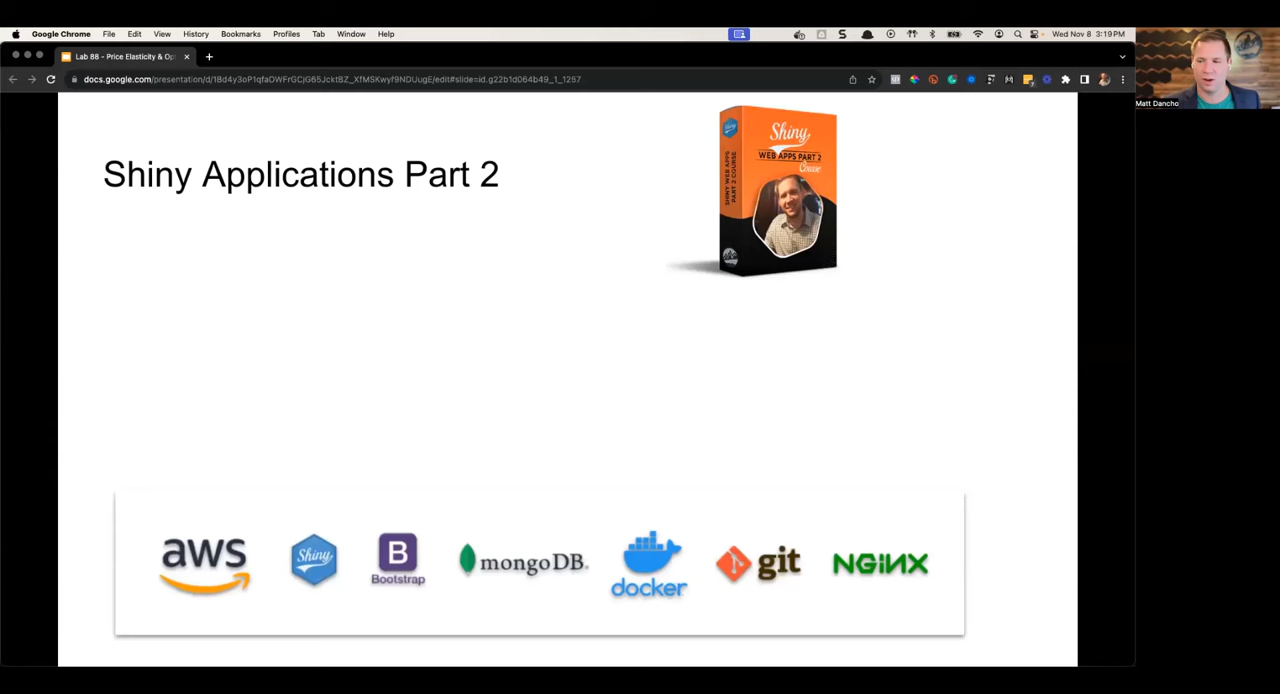 Google Chrome File Edit View History Bookmarks Profiles Tab Window Help Wed Nov 8 3:19 PM
Lab 88 - Price Elasticity & Op
docs.google.com/presentation/d/1Bd4y3oP1qfaDWFrGCjG65JcktBZ_XfMSKwyf9NDUugE/edit#slide=id.g22b1d064b49_1_1257
Matt Dancho
Shiny Applications Part 2
Shiny
WEB APPS PART 2
Course
SHINY WEB APPS
PART 2 COURSE
aws
Shiny
B
Bootstrap
mongoDB.
docker
git
NGINX